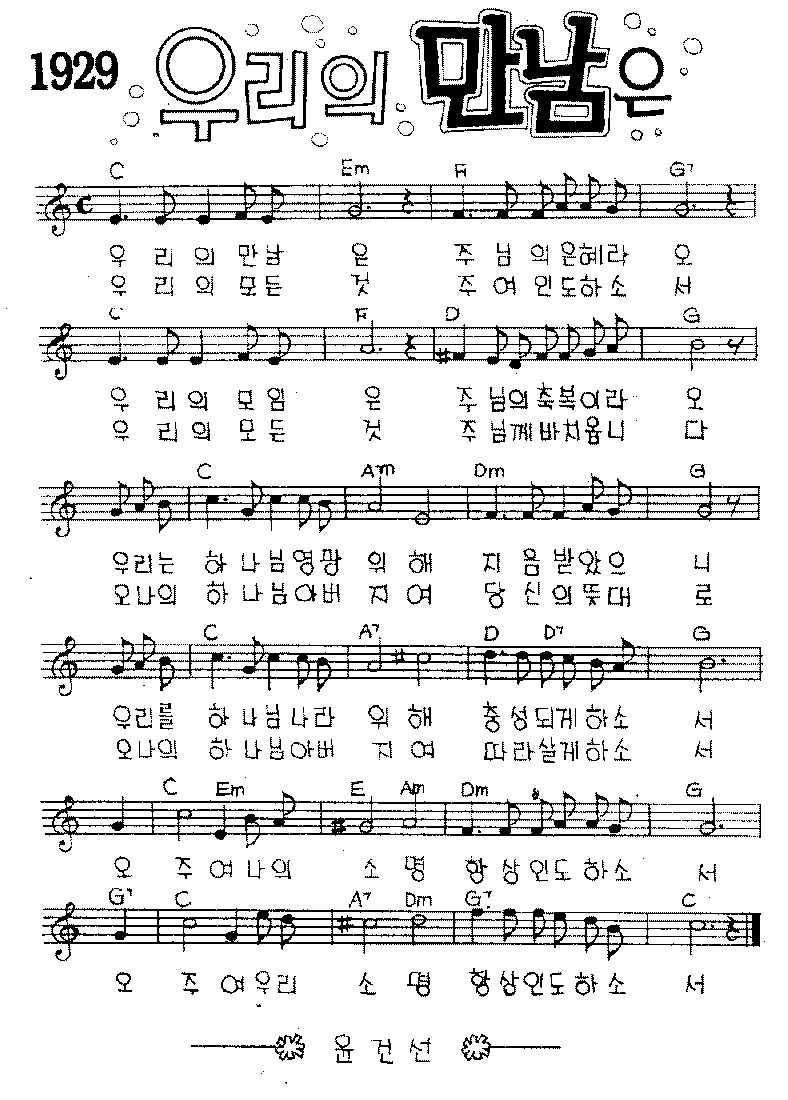 1929 우리의 만남은
C Em F G7
우 리 의 만 남 은 주 님 의 은 혜 라 오
우 리 의 모 든 것 주 여 인 도 하 소 서
C F D G
우 리 의 모 임 은 주 님 의 축 복 이 라 오
우 리 의 모 든 것 주 님 께 바 치 옵 니 다
C Am Dm G
우 리 는 하 나 님 영 광 위 해 지 음 받 았 으 니
오 나 의 하 나 님 아 버 지 여 당 신 의 뜻 대 로
C A7 D D7 G
우 리 를 하 나 님 나 라 위 해 충 성 되 게 하 소 서
오 나 의 하 나 님 아 버 지 여 따 라 살 게 하 소 서
C Em E Am Dm G
오 주 여 나 의 소 명 항 상 인 도 하 소 서
G7 C A7 Dm G7 C
오 주 여 우 리 소 명 항 상 인 도 하 소 서
윤 건 선